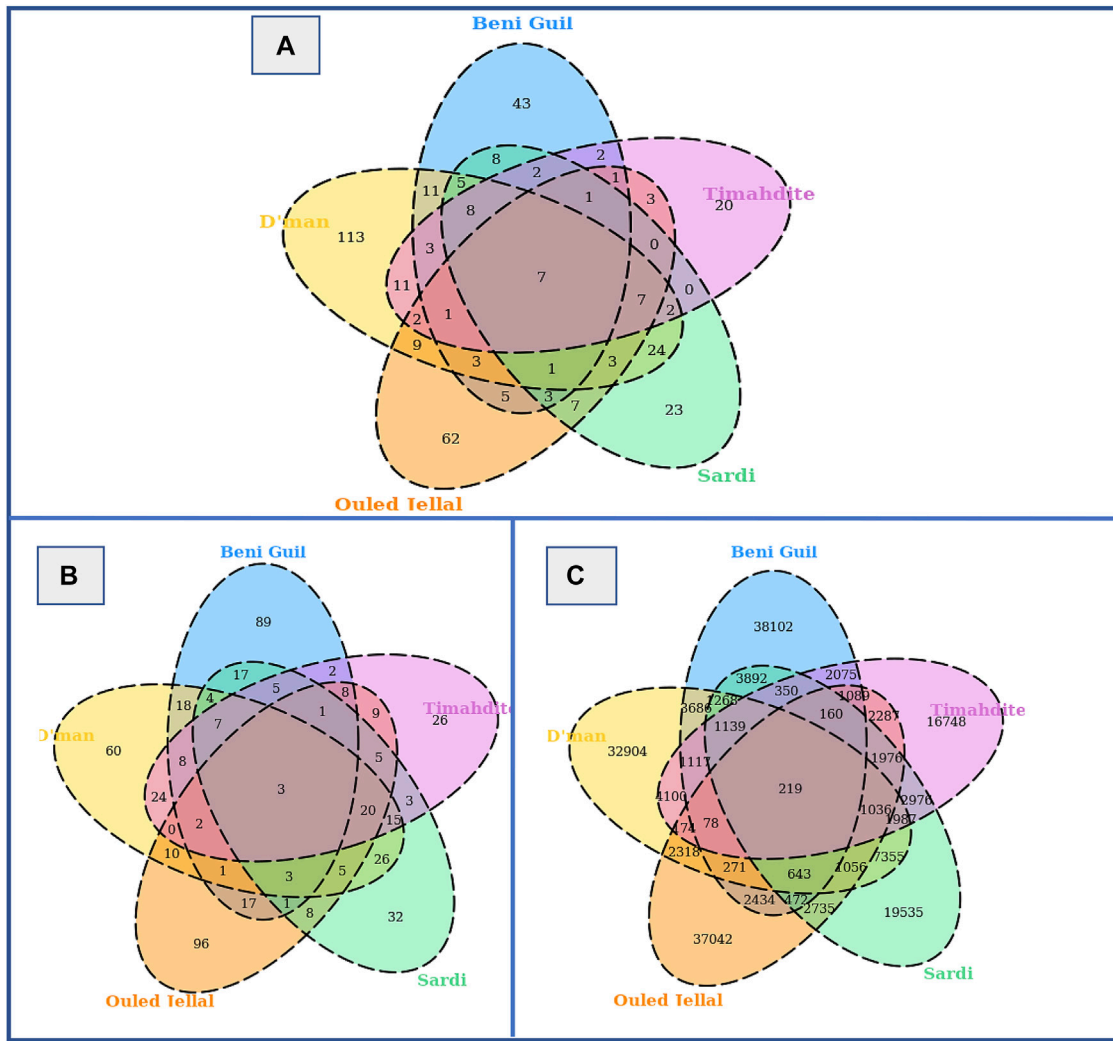 A
Beni Guil
43
8 2 2
1
5 11 8 1 3 Timahdite
20
D'man
113
3 0
11 7 7 0
2 1 2
9 3 1 3 24
5 3 7
62 23
Sardi
Ouled Iellal
B
Beni Guil
89
17 5 2
8
4 18 7 1 9 Timahdite
26
D'man
60
8 5
24 3 20 3
0 2 15
10 1 3 5 26
17 1 8
96 32
Sardi
Ouled Iellal
C
Beni Guil
38102
3892 350 2075
1089
1268 3686 1139 160 2287 Timahdite
16748
D'man
32904
1117 1976
4100 219 1036 2976
78 1987
2318 271 643 1056 7355
2434 472 2735
37042 19535
Sardi
Ouled Iellal